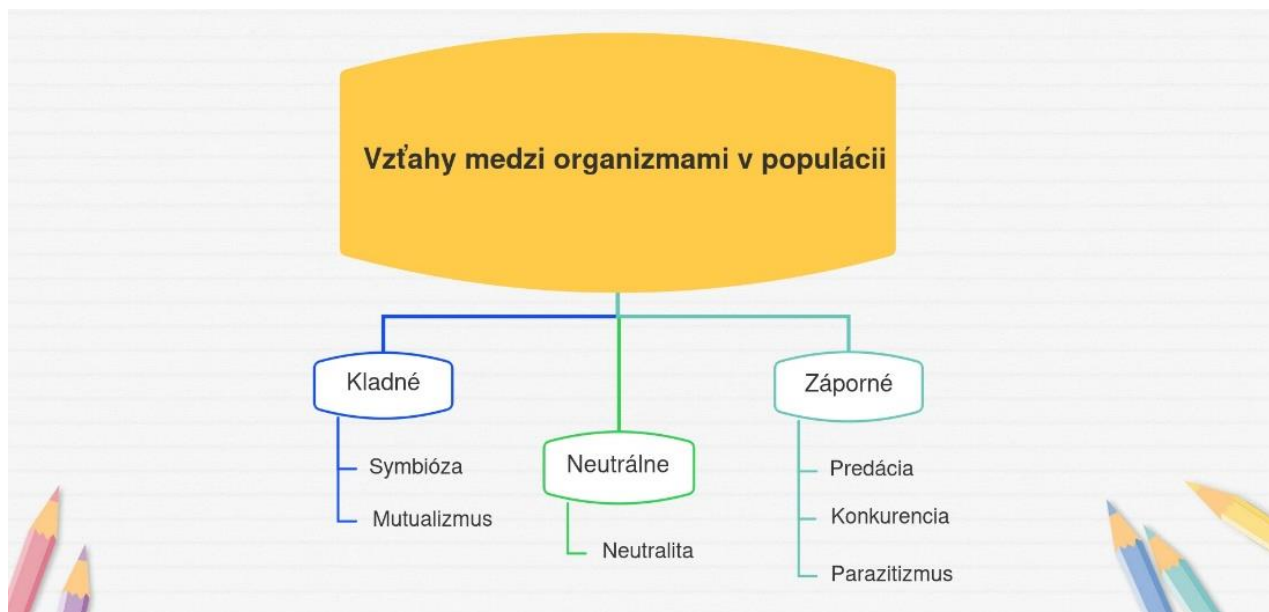 Vzťahy medzi organizmami v populácii
Kladné
Symbióza
Mutualizmus
Neutrálne
Neutralita
Záporné
Predácia
Konkurencia
Parazitizmus